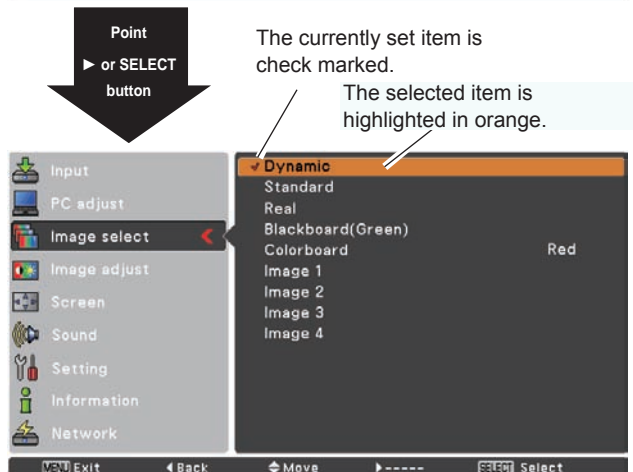 Point
► or SELECT
button
The currently set item is
check marked.
The selected item is
highlighted in orange.
Input
PC adjust
Image select
Image adjust
Screen
Sound
Setting
Information
Network
Dynamic
Standard
Real
Blackboard(Green)
Colorboard Red
Image 1
Image 2
Image 3
Image 4
MENU Exit ◄Back Move ►----- SELECT Select